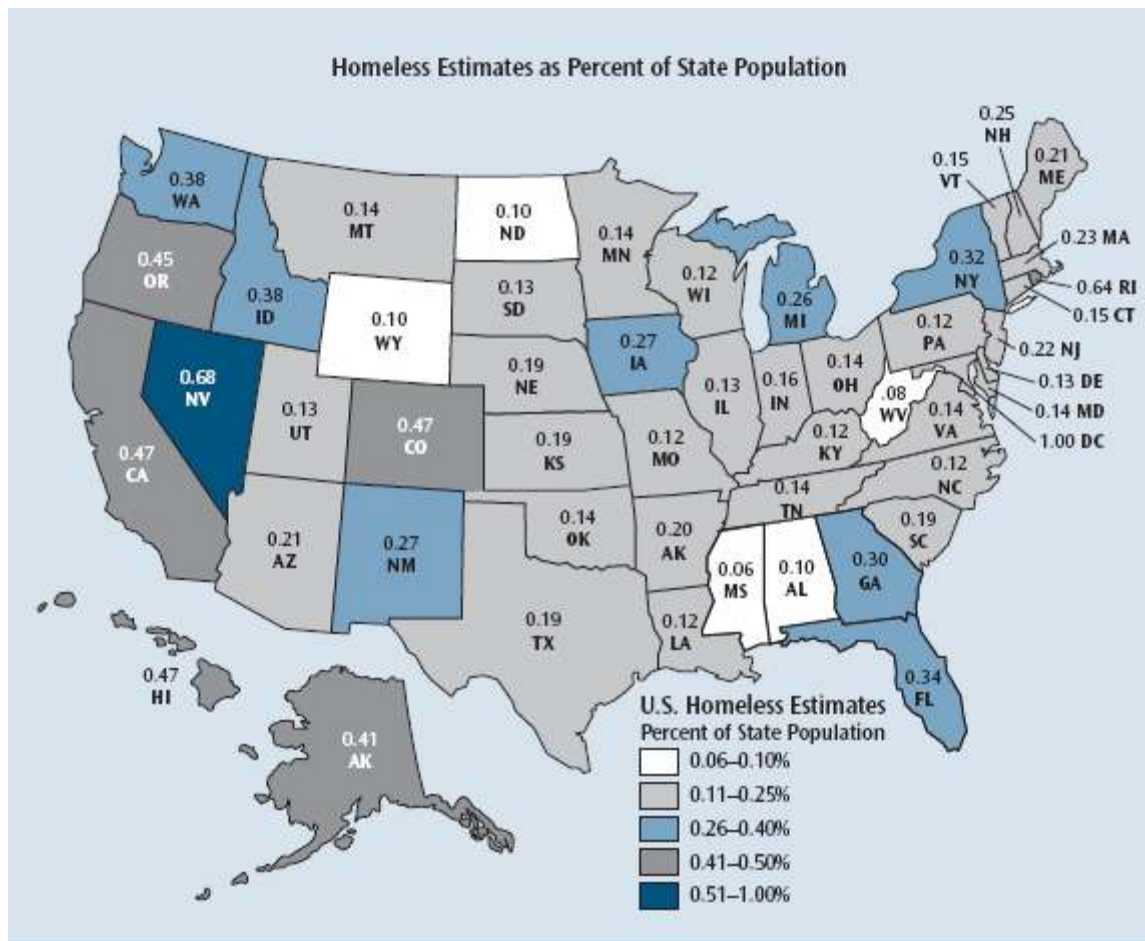 Homeless Estimates as Percent of State Population
0.25
NH
0.21
ME
0.15
VT
0.38
WA
0.14
MT
0.10
ND
0.14
MN
0.23 MA
0.45
OR
0.38
ID
0.13
SD
0.12
WI
0.26
MI
0.32
NY
0.64 RI
0.15 CT
0.10
WY
0.27
IA
0.12
PA
0.22 NJ
0.68
NV
0.19
NE
0.13
IL
0.16
IN
0.14
OH
0.13 DE
.08
WV
0.14
VA
0.14 MD
1.00 DC
0.47
CA
0.13
UT
0.47
CO
0.19
KS
0.12
MO
0.12
KY
0.12
NC
0.14
TN
0.21
AZ
0.27
NM
0.14
OK
0.20
AK
0.19
SC
0.06
MS
0.10
AL
0.30
GA
0.19
TX
0.12
LA
0.34
FL
0.47
HI
0.41
AK
U.S. Homeless Estimates
Percent of State Population
0.06–0.10%
0.11–0.25%
0.26–0.40%
0.41–0.50%
0.51–1.00%